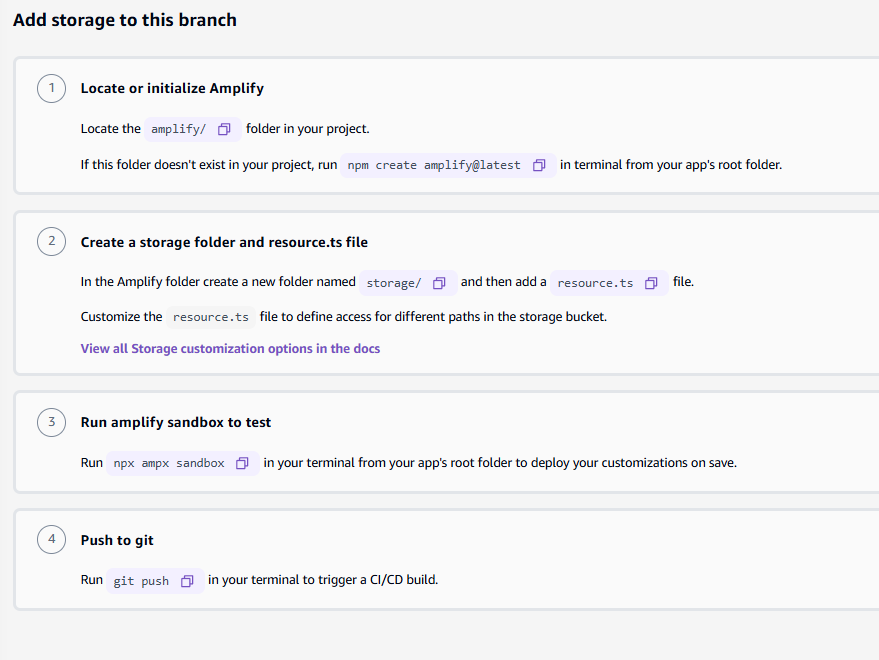 Add storage to this branch
1
Locate or initialize Amplify
Locate the amplify/ folder in your project.
If this folder doesn't exist in your project, run npm create amplify@latest in terminal from your app's root folder.
2
Create a storage folder and resource.ts file
In the Amplify folder create a new folder named storage/ and then add a resource.ts file.
Customize the resource.ts file to define access for different paths in the storage bucket.
View all Storage customization options in the docs
3
Run amplify sandbox to test
Run npx ampx sandbox in your terminal from your app's root folder to deploy your customizations on save.
4
Push to git
Run git push in your terminal to trigger a CI/CD build.